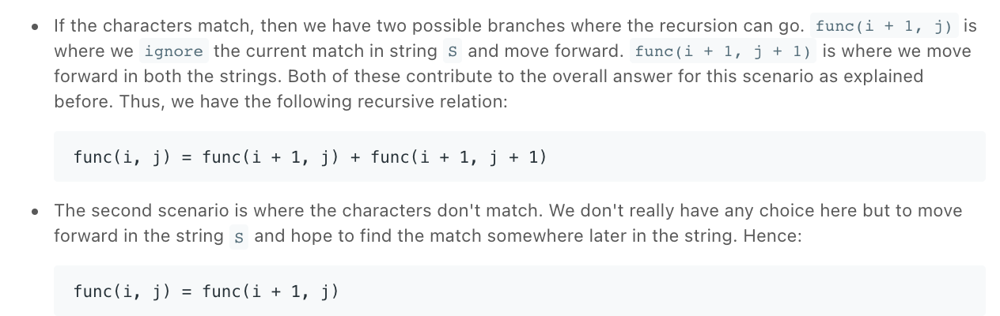 • If the characters match, then we have two possible branches where the recursion can go. func(i + 1, j) is
where we ignore the current match in string S and move forward. func(i + 1, j + 1) is where we move
forward in both the strings. Both of these contribute to the overall answer for this scenario as explained
before. Thus, we have the following recursive relation:
func(i, j) = func(i + 1, j) + func(i + 1, j + 1)
• The second scenario is where the characters don't match. We don't really have any choice here but to move
forward in the string S and hope to find the match somewhere later in the string. Hence:
func(i, j) = func(i + 1, j)